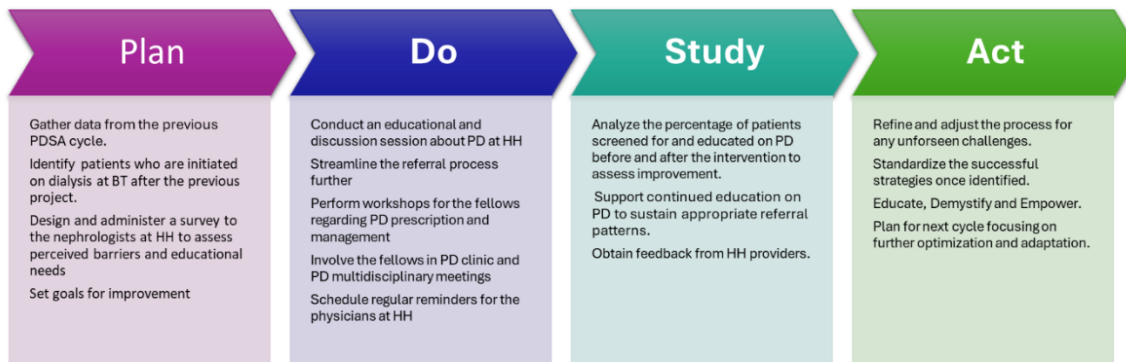 Plan
Gather data from the previous
PDSA cycle.
Identify patients who are initiated
on dialysis at BT after the previous
project.
Design and administer a survey to
the nephrologists at HH to assess
perceived barriers and educational
needs
Set goals for improvement
Do
Conduct an educational and
discussion session about PD at HH
Streamline the referral process
further
Perform workshops for the fellows
regarding PD prescription and
management
Involve the fellows in PD clinic and
PD multidisciplinary meetings
Schedule regular reminders for the
physicians at HH
Study
Analyze the percentage of patients
screened for and educated on PD
before and after the intervention to
assess improvement.
Support continued education on
PD to sustain appropriate referral
patterns.
Obtain feedback from HH providers.
Act
Refine and adjust the process for
any unforseen challenges.
Standardize the successful
strategies once identified.
Educate, Demystify and Empower.
Plan for next cycle focusing on
further optimization and adaptation.